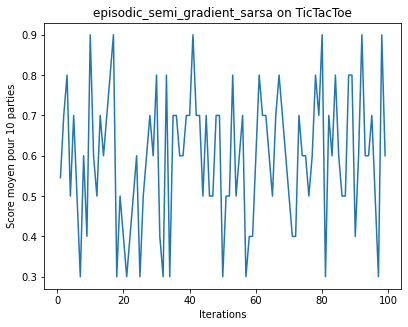 episodic_semi_gradient_sarsa on TicTacToe
Score moyen pour 10 parties
0.9
0.8
0.7
0.6
0.5
0.4
0.3
0 20 40 60 80 100
Iterations